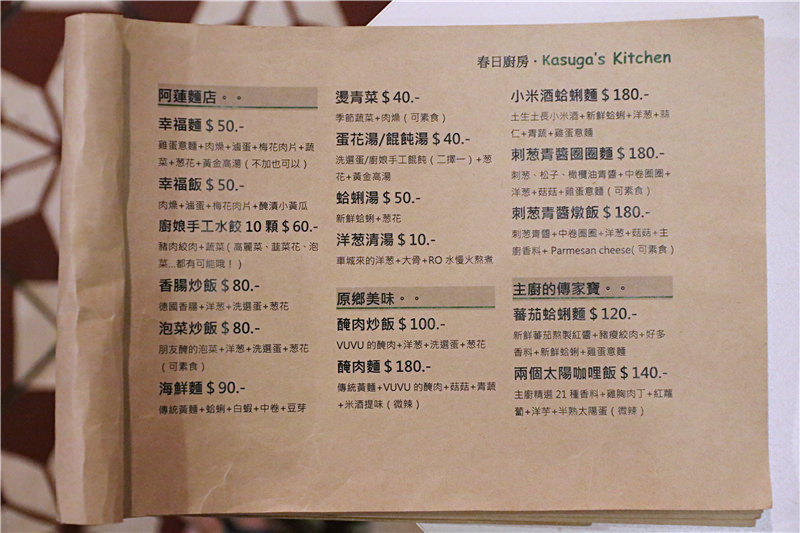 春日廚房・Kasuga's Kitchen
阿蓮麵店。。
幸福麵 $ 50.-
雞蛋意麵+肉燥+滷蛋+梅花肉片+蔬
菜+葱花+黃金高湯（不加也可以）
幸福飯 $ 50.-
肉燥+滷蛋+梅花肉片+醃漬小黃瓜
廚娘手工水餃 10 顆 $ 60.-
豬肉絞肉+蔬菜（高麗菜、韭菜花、泡
菜...都有可能哦！）
香腸炒飯 $ 80.-
德國香腸+洋葱+洗選蛋+葱花
泡菜炒飯 $ 80.-
朋友醃的泡菜+洋葱+洗選蛋+葱花
（可素食）
海鮮麵 $ 90.-
傳統黃麵+蛤蜊+白蝦+中卷+豆芽
燙青菜 $ 40.-
季節蔬菜+肉燥（可素食）
蛋花湯/餛飩湯 $ 40.-
洗選蛋/廚娘手工餛飩（二擇一）+葱
花+黃金高湯
蛤蜊湯 $ 50.-
新鮮蛤蜊+葱花
洋葱清湯 $ 10.-
車城來的洋葱+大骨+RO 水慢火熬煮
原鄉美味。。
醃肉炒飯 $ 100.-
VUVU 的醃肉+洋葱+洗選蛋+葱花
醃肉麵 $ 180.-
傳統黃麵+VUVU 的醃肉+菇菇+青蔬
+米酒提味（微辣）
小米酒蛤蜊麵 $ 180.-
土生土長小米酒+新鮮蛤蜊+洋葱+蒜
仁+青蔬+雞蛋意麵
刺葱青醬圈圈麵 $ 180.-
刺葱、松子、橄欖油青醬+中卷圈圈+
洋葱+菇菇+雞蛋意麵（可素食）
刺葱青醬燉飯 $ 180.-
刺葱青醬+中卷圈圈+洋葱+菇菇+主
廚香料+ Parmesan cheese(可素食)
主廚的傳家寶。。
蕃茄蛤蜊麵 $ 120.-
新鮮蕃茄熬製紅醬+豬瘦絞肉+好多
香料+新鮮蛤蜊+雞蛋意麵
兩個太陽咖哩飯 $ 140.-
主廚精選 21 種香料+雞胸肉丁+紅蘿
蔔+洋芋+半熟太陽蛋（微辣）